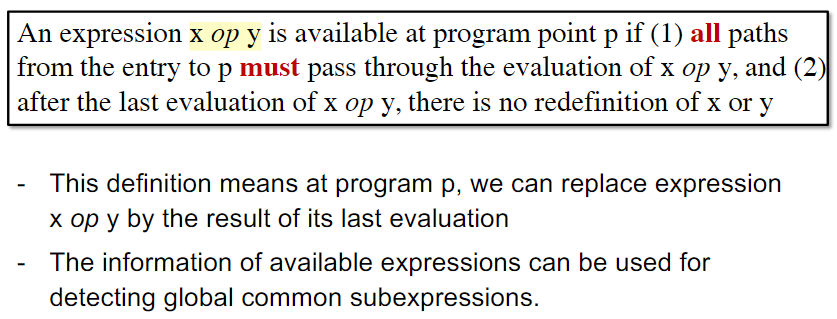 An expression x op y is available at program point p if (1) all paths
from the entry to p must pass through the evaluation of x op y, and (2)
after the last evaluation of x op y, there is no redefinition of x or y
- This definition means at program p, we can replace expression
x op y by the result of its last evaluation
- The information of available expressions can be used for
detecting global common subexpressions.